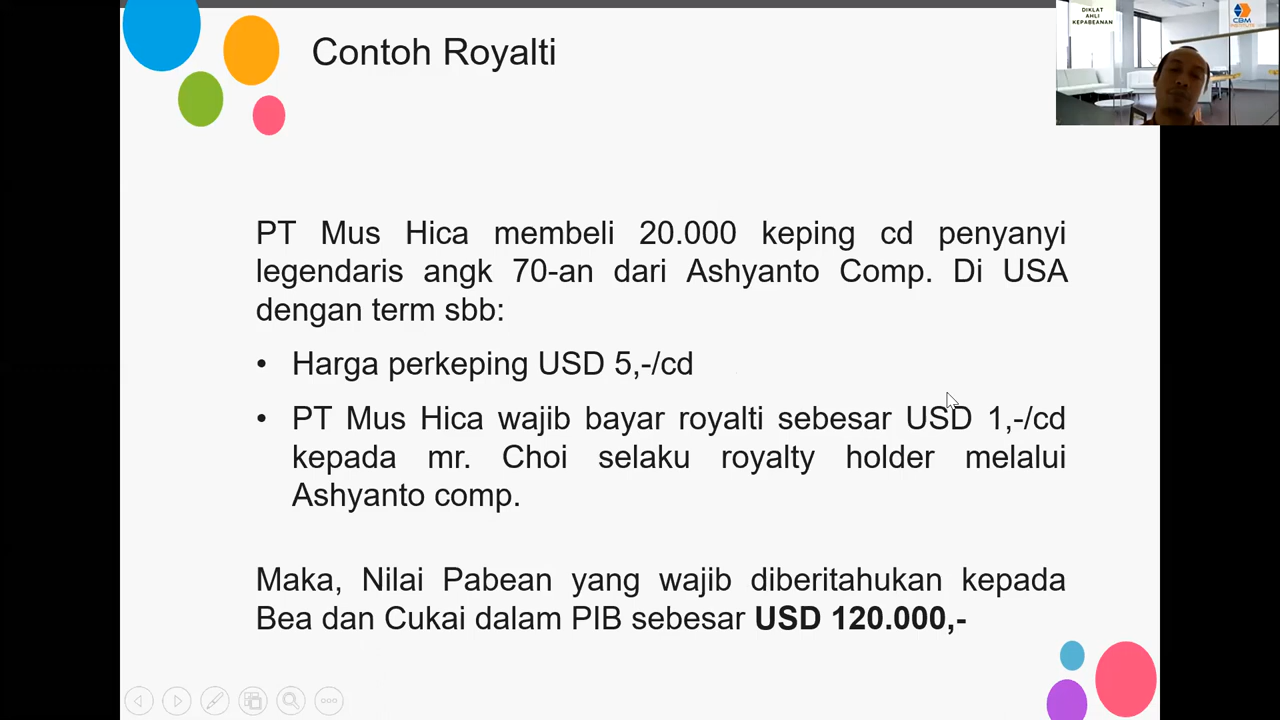 Contoh Royalti
DIKLAT
AHLI
KEPABEANAN
CBM
INSTITUTE
PT Mus Hica membeli 20.000 keping cd penyanyi
legendaris angk 70-an dari Ashyanto Comp. Di USA
dengan term sbb:
• Harga perkeping USD 5,-/cd
• PT Mus Hica wajib bayar royalti sebesar USD 1,-/cd
kepada mr. Choi selaku royalty holder melalui
Ashyanto comp.
Maka, Nilai Pabean yang wajib diberitahukan kepada
Bea dan Cukai dalam PIB sebesar USD 120.000,-